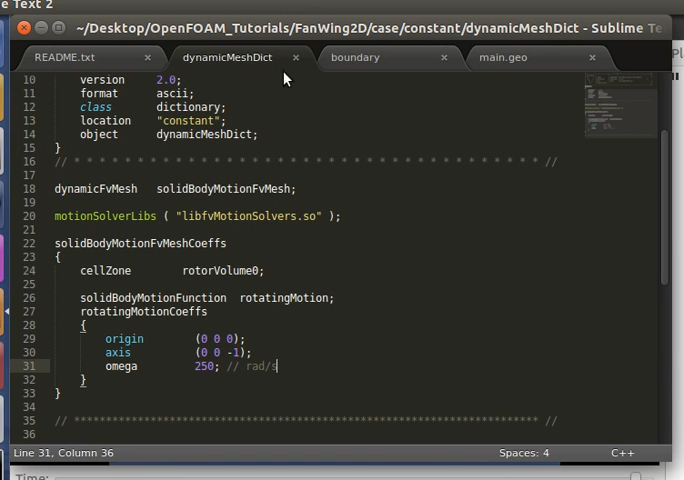 e Text 2
~/Desktop/OpenFOAM_Tutorials/FanWing2D/case/constant/dynamicMeshDict - Sublime Te
README.txt × dynamicMeshDict × boundary × main.geo ×
10 version 2.0;
11 format ascii;
12 class dictionary;
13 location "constant";
14 object dynamicMeshDict;
15 }
16 // * * * * * * * * * * * * * * * * * * * * * * * * * * * * * * * * * * * * * //
17
18 dynamicFvMesh solidBodyMotionFvMesh;
19
20 motionSolverLibs ( "libfvMotionSolvers.so" );
21
22 solidBodyMotionFvMeshCoeffs
23 {
24 cellZone rotorVolume0;
25
26 solidBodyMotionFunction rotatingMotion;
27 rotatingMotionCoeffs
28 {
29 origin (0 0 0);
30 axis (0 0 -1);
31 omega 250; // rad/s
32 }
33 }
34
35 // ************************************************************************* //
36
Line 31, Column 36 Spaces: 4 C++
Time: